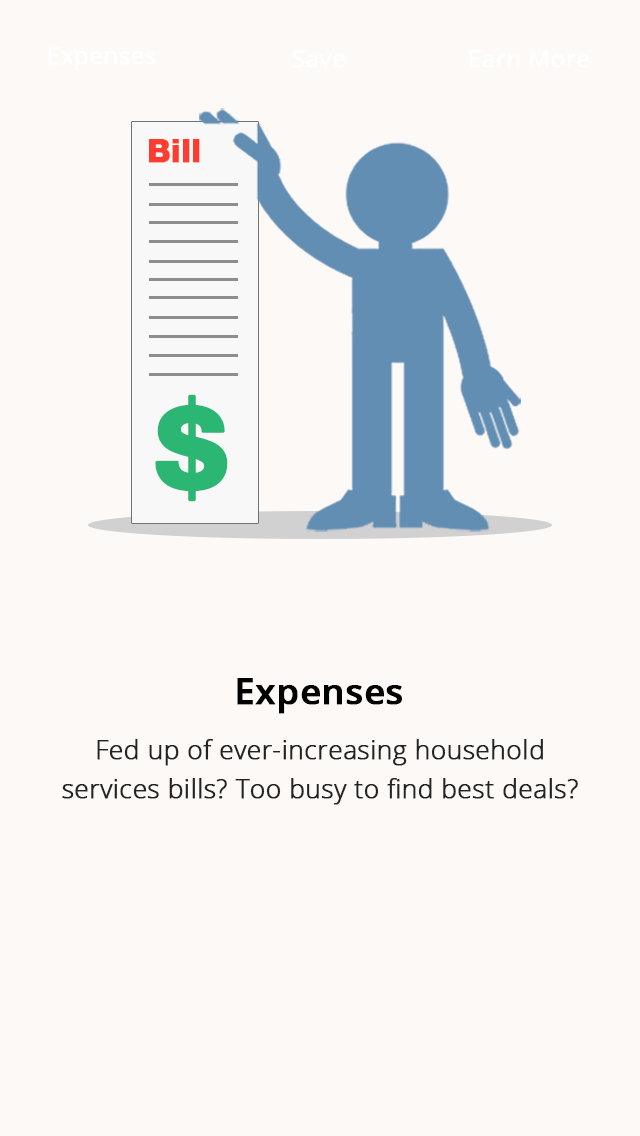 Expenses Save Earn More
Bill
$
Expenses
Fed up of ever-increasing household
services bills? Too busy to find best deals?